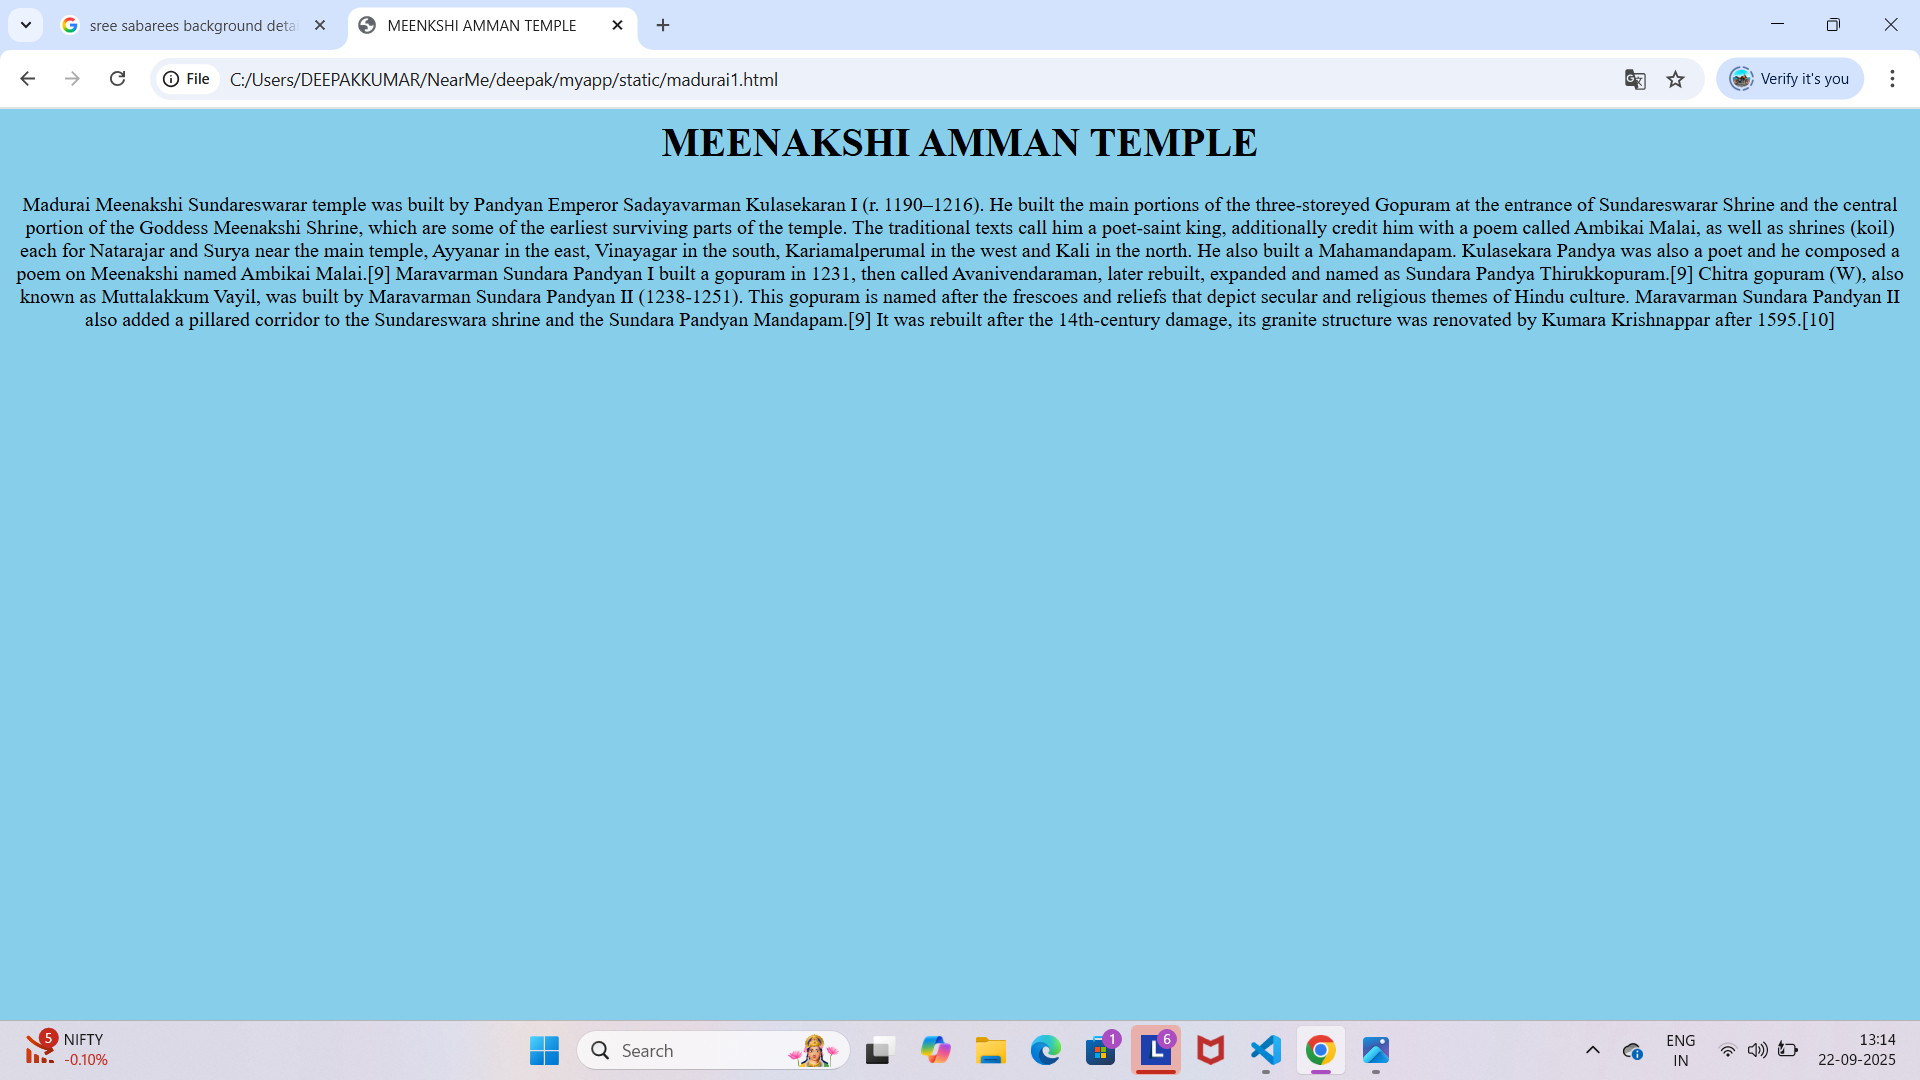 sree sabarees background deta
MEENKSHI AMMAN TEMPLE
File
C:/Users/DEEPAKKUMAR/NearMe/deepak/myapp/static/madurai1.html
Verify it's you
MEENAKSHI AMMAN TEMPLE
Madurai Meenakshi Sundareswarar temple was built by Pandyan Emperor Sadayavarman Kulasekaran I (r. 1190–1216). He built the main portions of the three-storeyed Gopuram at the entrance of Sundareswarar Shrine and the central
portion of the Goddess Meenakshi Shrine, which are some of the earliest surviving parts of the temple. The traditional texts call him a poet-saint king, additionally credit him with a poem called Ambikai Malai, as well as shrines (koil)
each for Natarajar and Surya near the main temple, Ayyanar in the east, Vinayagar in the south, Kariamalperumal in the west and Kali in the north. He also built a Mahamandapam. Kulasekara Pandya was also a poet and he composed a
poem on Meenakshi named Ambikai Malai.[9] Maravarman Sundara Pandyan I built a gopuram in 1231, then called Avanivendaraman, later rebuilt, expanded and named as Sundara Pandya Thirukkopuram.[9] Chitra gopuram (W), also
known as Muttalakkum Vayil, was built by Maravarman Sundara Pandyan II (1238-1251). This gopuram is named after the frescoes and reliefs that depict secular and religious themes of Hindu culture. Maravarman Sundara Pandyan II
also added a pillared corridor to the Sundareswara shrine and the Sundara Pandyan Mandapam.[9] It was rebuilt after the 14th-century damage, its granite structure was renovated by Kumara Krishnappar after 1595.[10]
5
NIFTY
-0.10%
Search
1
L
6
ENG
IN
13:14
22-09-2025